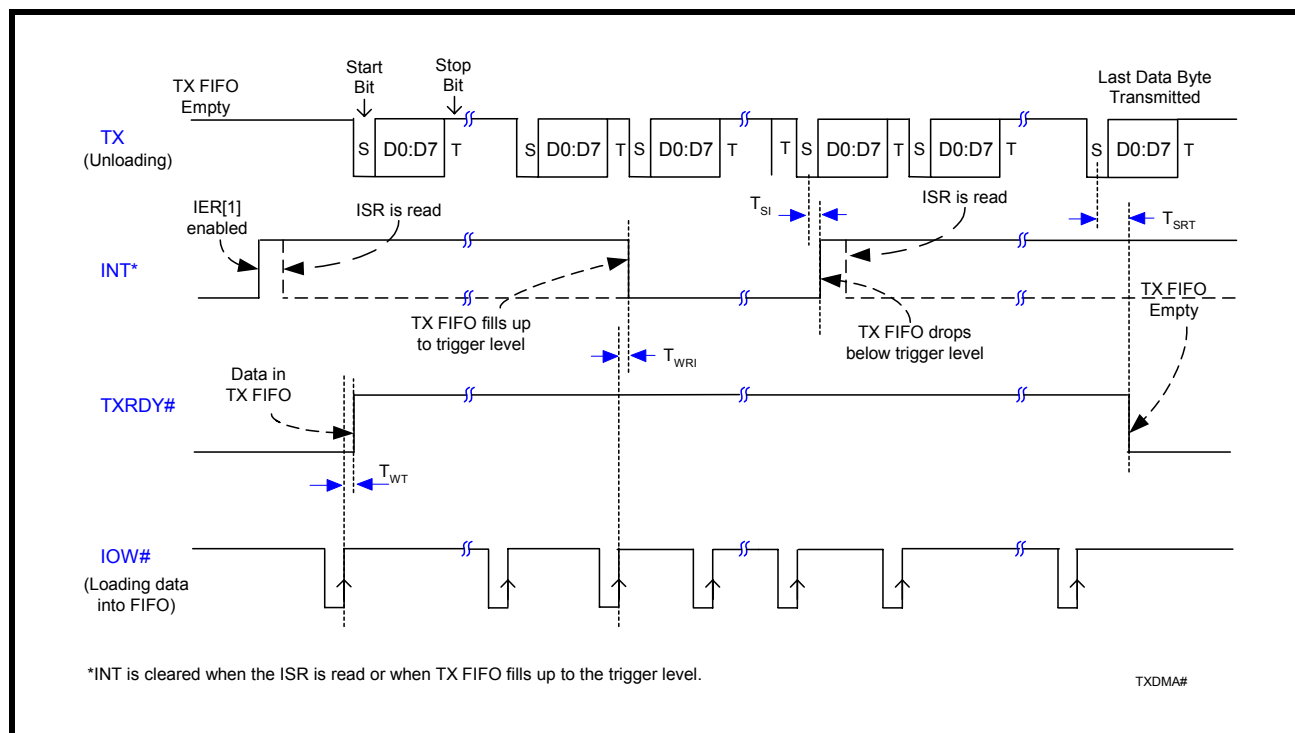 TX FIFO
Empty
Start
Bit
Stop
Bit
Last Data Byte
Transmitted
TX
(Unloading)
S D0:D7 T S D0:D7 T S D0:D7 T T S D0:D7 T S D0:D7 T S D0:D7 T
IER[1]
enabled
ISR is read
TSI
ISR is read
TSRT
INT*
TX FIFO fills up
to trigger level
TX FIFO drops
below trigger level
TX FIFO
Empty
TWRI
Data in
TX FIFO
TXRDY#
TWT
IOW#
(Loading data
into FIFO)
*INT is cleared when the ISR is read or when TX FIFO fills up to the trigger level.
TXDMA#